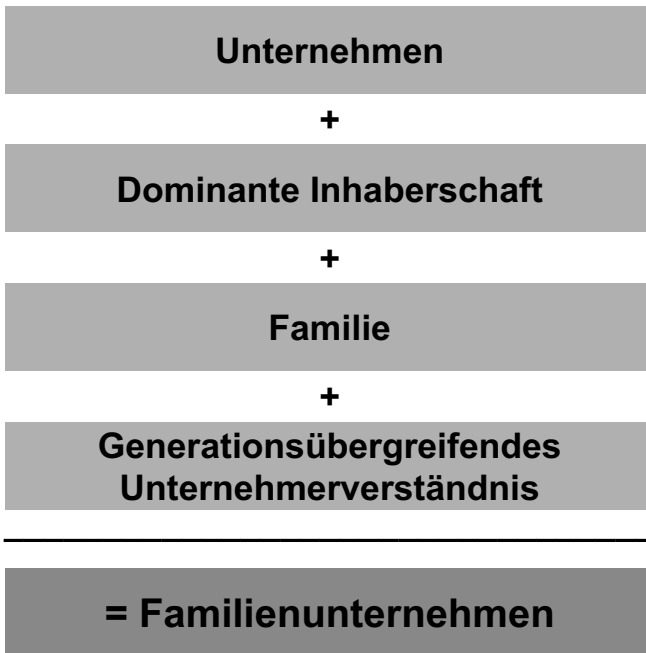 Unternehmen
+
Dominante Inhaberschaft
+
Familie
+
Generationsübergreifendes
Unternehmerverständnis
= Familienunternehmen